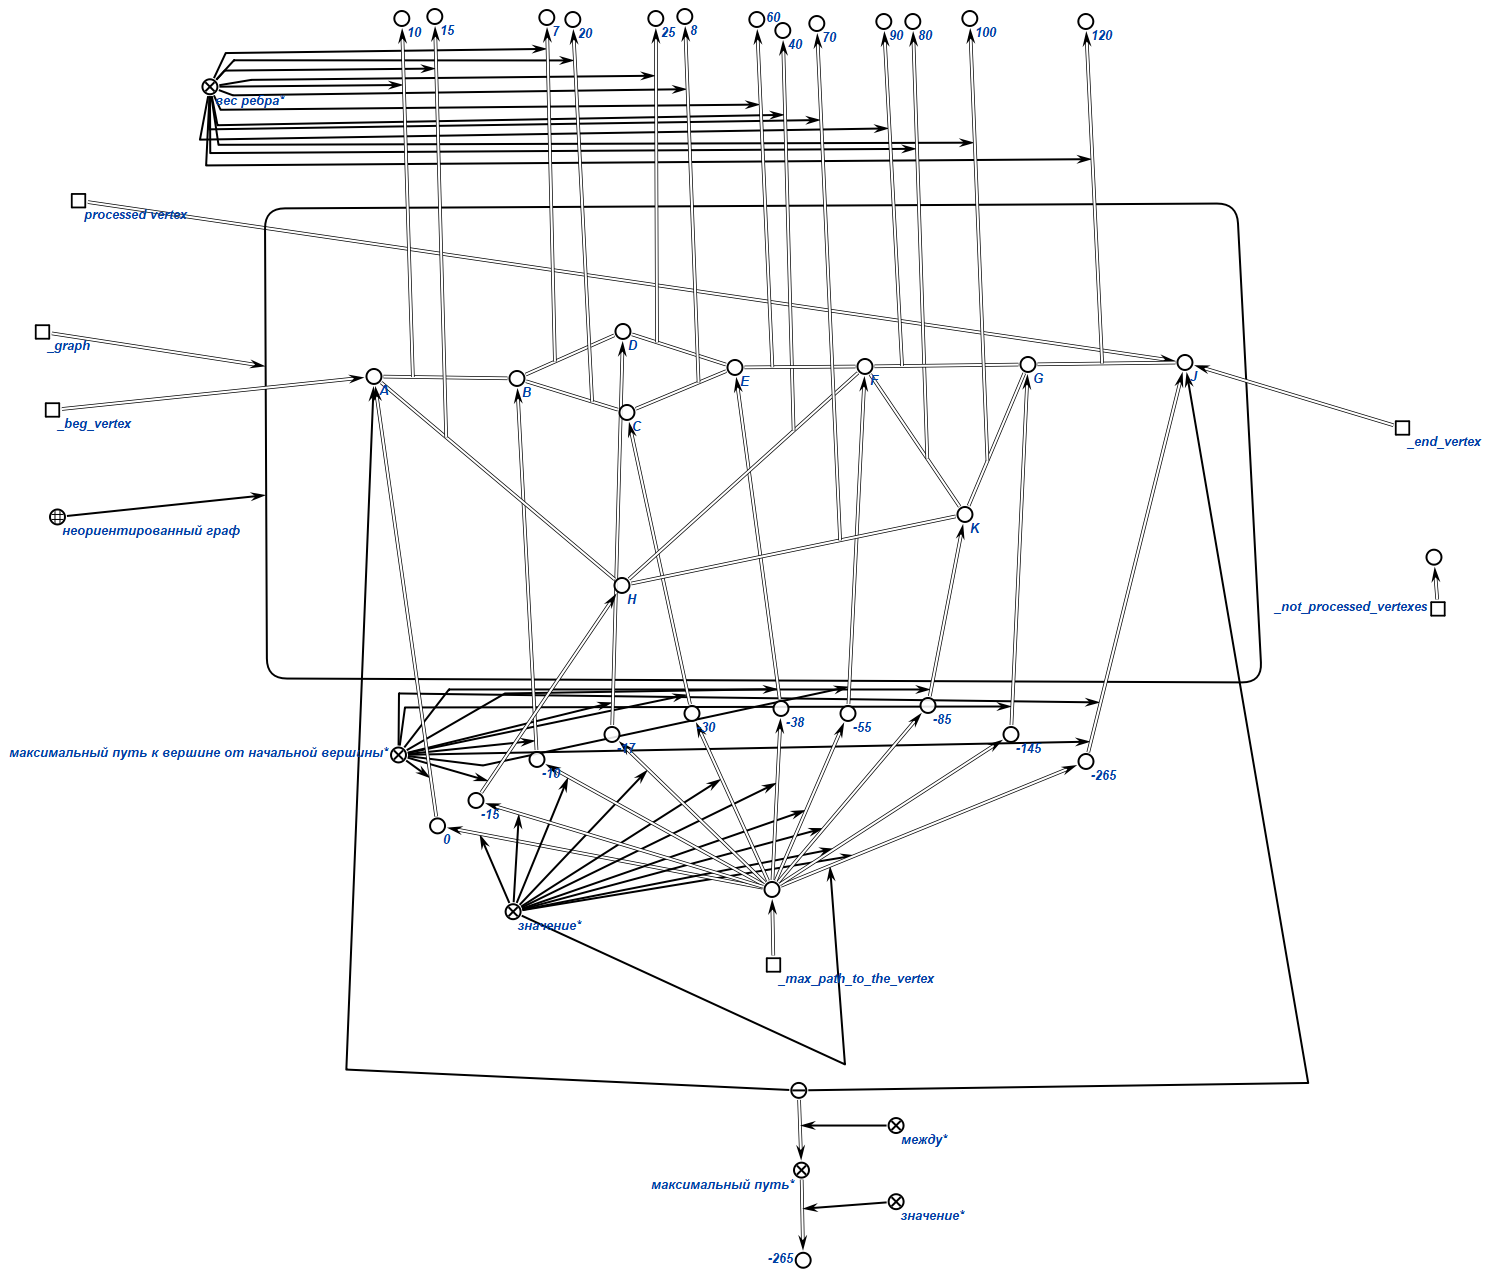 10
15
7
20
25
8
60
40
70
90
80
100
120
вес ребра*
processed vertex
_graph
_beg_vertex
неориентированный граф
A
B
D
C
E
F
G
J
K
H
_end_vertex
_not_processed_vertexes
максимальный путь к вершине от начальной вершины*
0
-15
-10
-17
-30
-38
-55
-85
-145
-265
значение*
_max_path_to_the_vertex
между*
максимальный путь*
значение*
-265